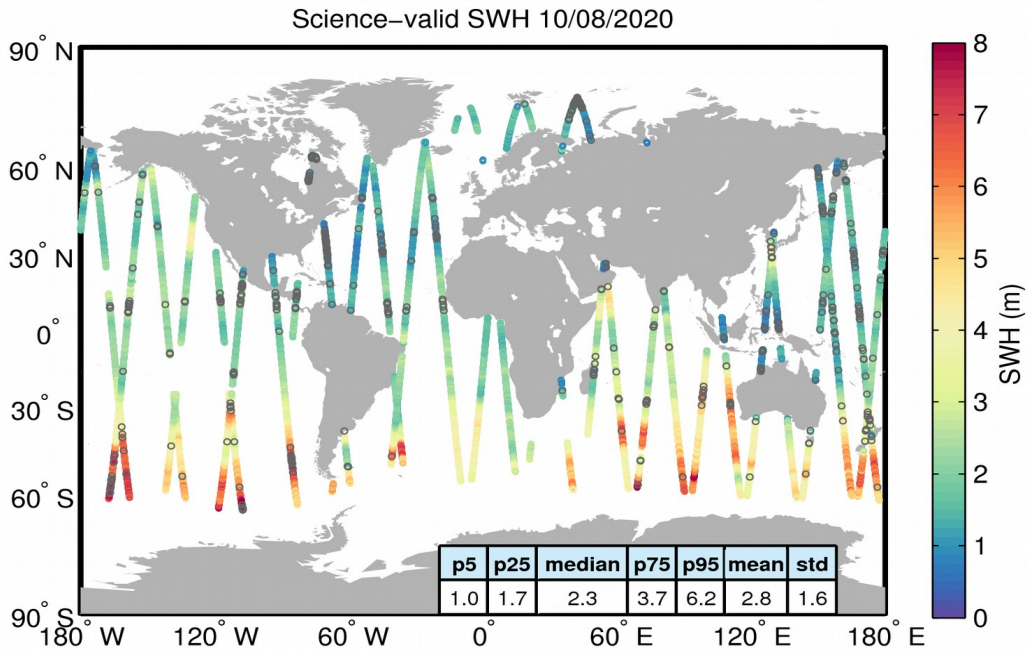 Science−valid SWH 10/08/2020
90° N
60° N
30° N
0°
30° S
60° S
90° S
180° W 120° W 60° W 0° 60° E 120° E 180° E
p5 p25 median p75 p95 mean std
1.0 1.7 2.3 3.7 6.2 2.8 1.6
8
7
6
5
4
3
2
1
0
SWH (m)